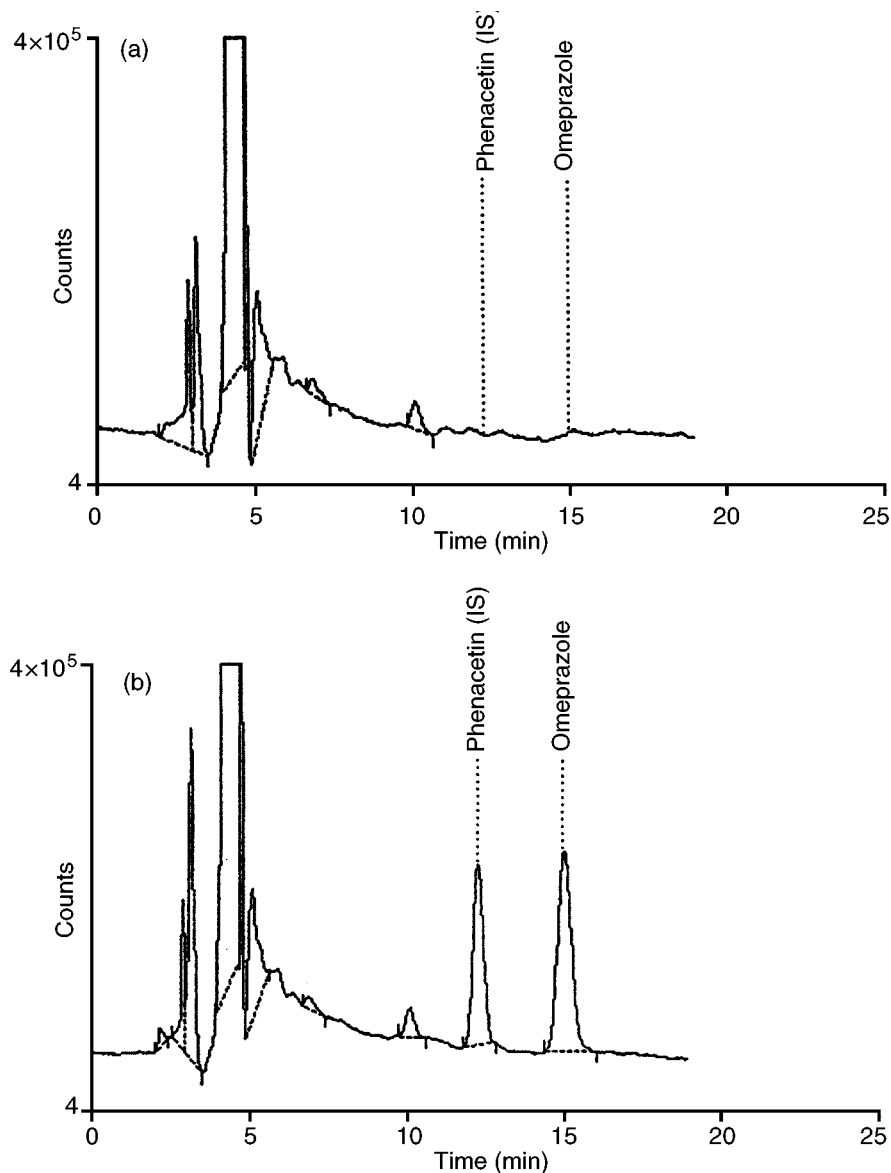 4×10⁵
(a)
Phenacetin (IS)
Omeprazole
Counts
4
0 5 10 15 20 25
Time (min)
4×10⁵
(b)
Phenacetin (IS)
Omeprazole
Counts
4
0 5 10 15 20 25
Time (min)